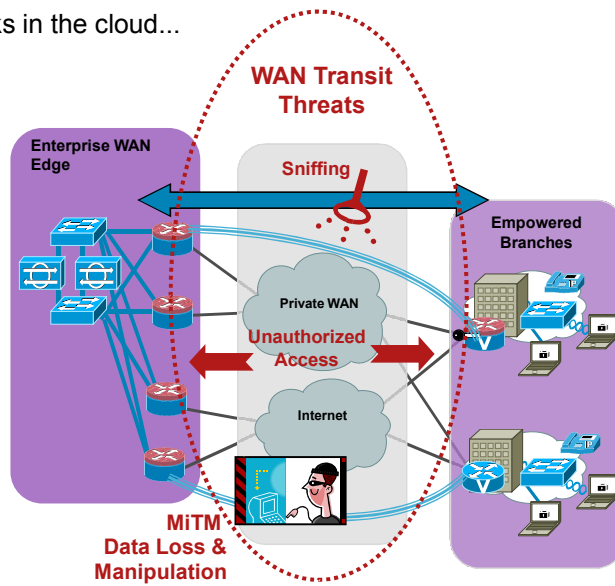 ks in the cloud...
WAN Transit
Threats
Enterprise WAN
Edge
Sniffing
Empowered
Branches
Private WAN
Unauthorized
Access
Internet
V
V
MiTM
Data Loss &
Manipulation